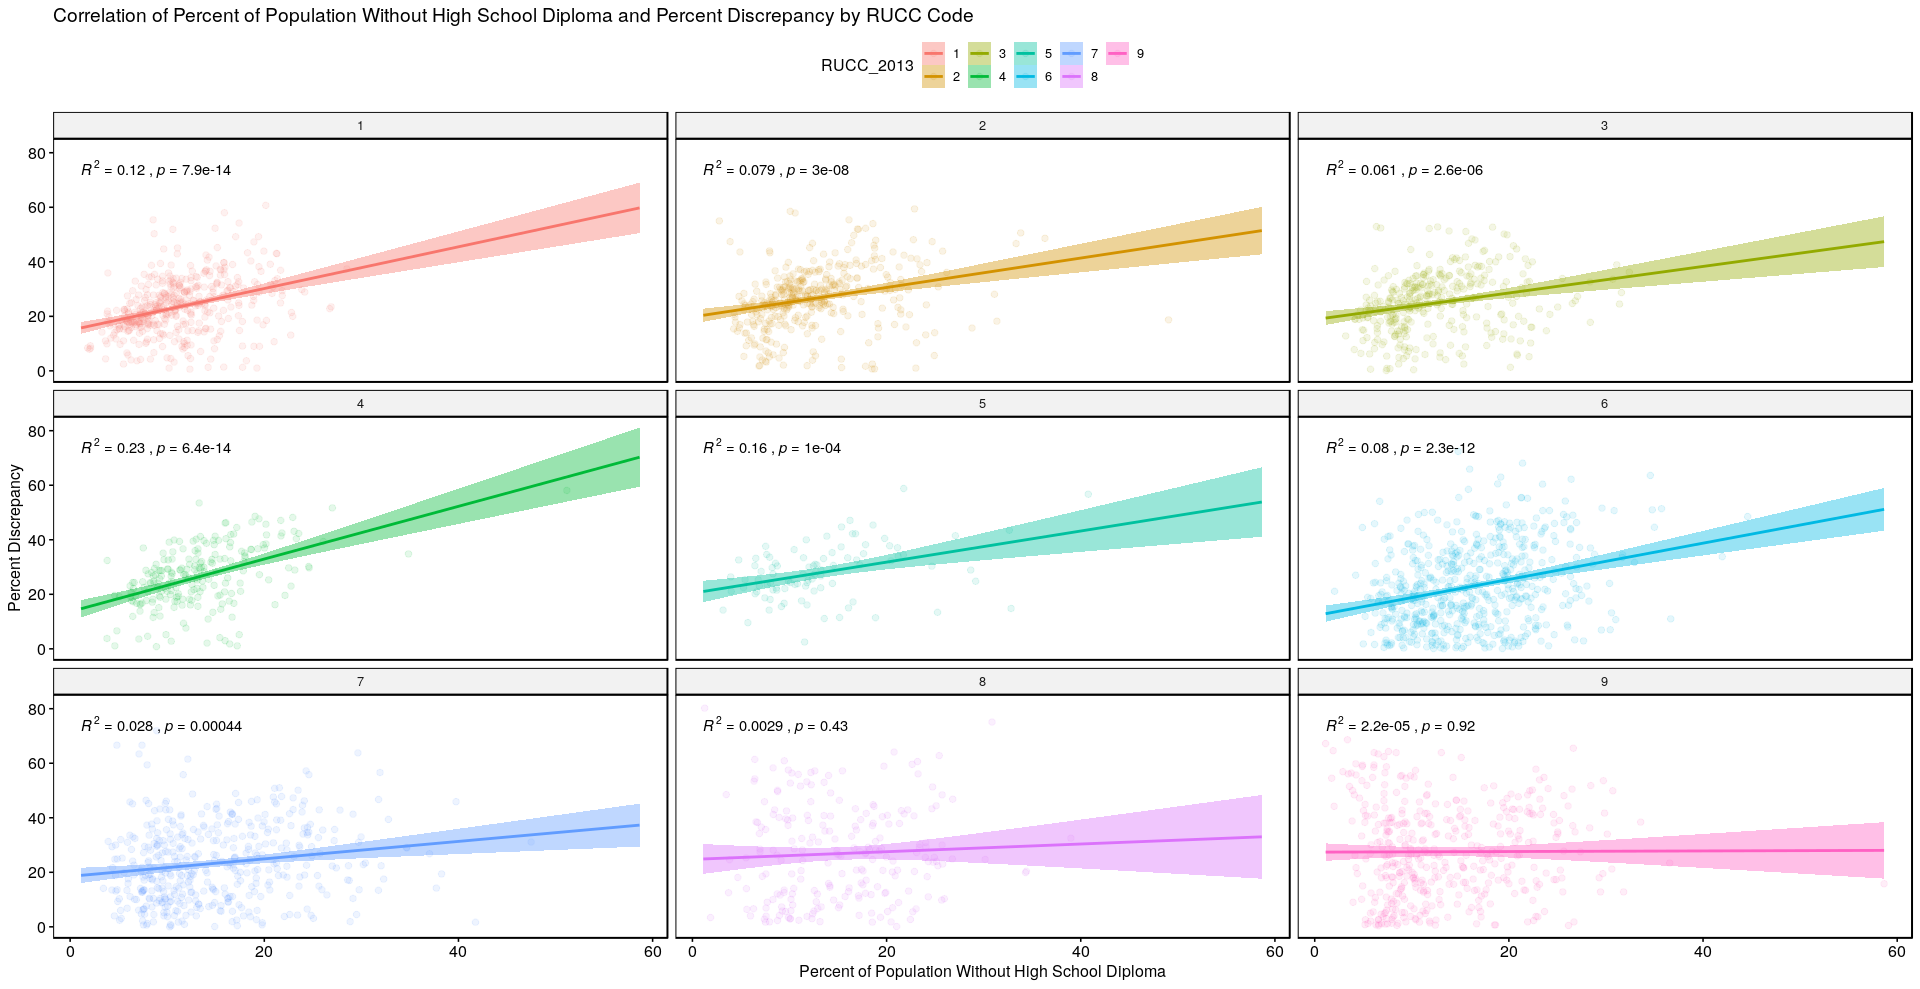 Correlation of Percent of Population Without High School Diploma and Percent Discrepancy by RUCC Code
RUCC_2013 1 3 5 7 9
2 4 6 8
1 2 3
R² = 0.12 , p = 7.9e-14
R² = 0.079 , p = 3e-08
R² = 0.061 , p = 2.6e-06
80
60
40
20
0
4 5 6
R² = 0.23 , p = 6.4e-14
R² = 0.16 , p = 1e-04
R² = 0.08 , p = 2.3e-12
80
60
40
20
0
Percent Discrepancy
7 8 9
R² = 0.028 , p = 0.00044
R² = 0.0029 , p = 0.43
R² = 2.2e-05 , p = 0.92
80
60
40
20
0
0 20 40 60 0 20 40 60 0 20 40 60
Percent of Population Without High School Diploma